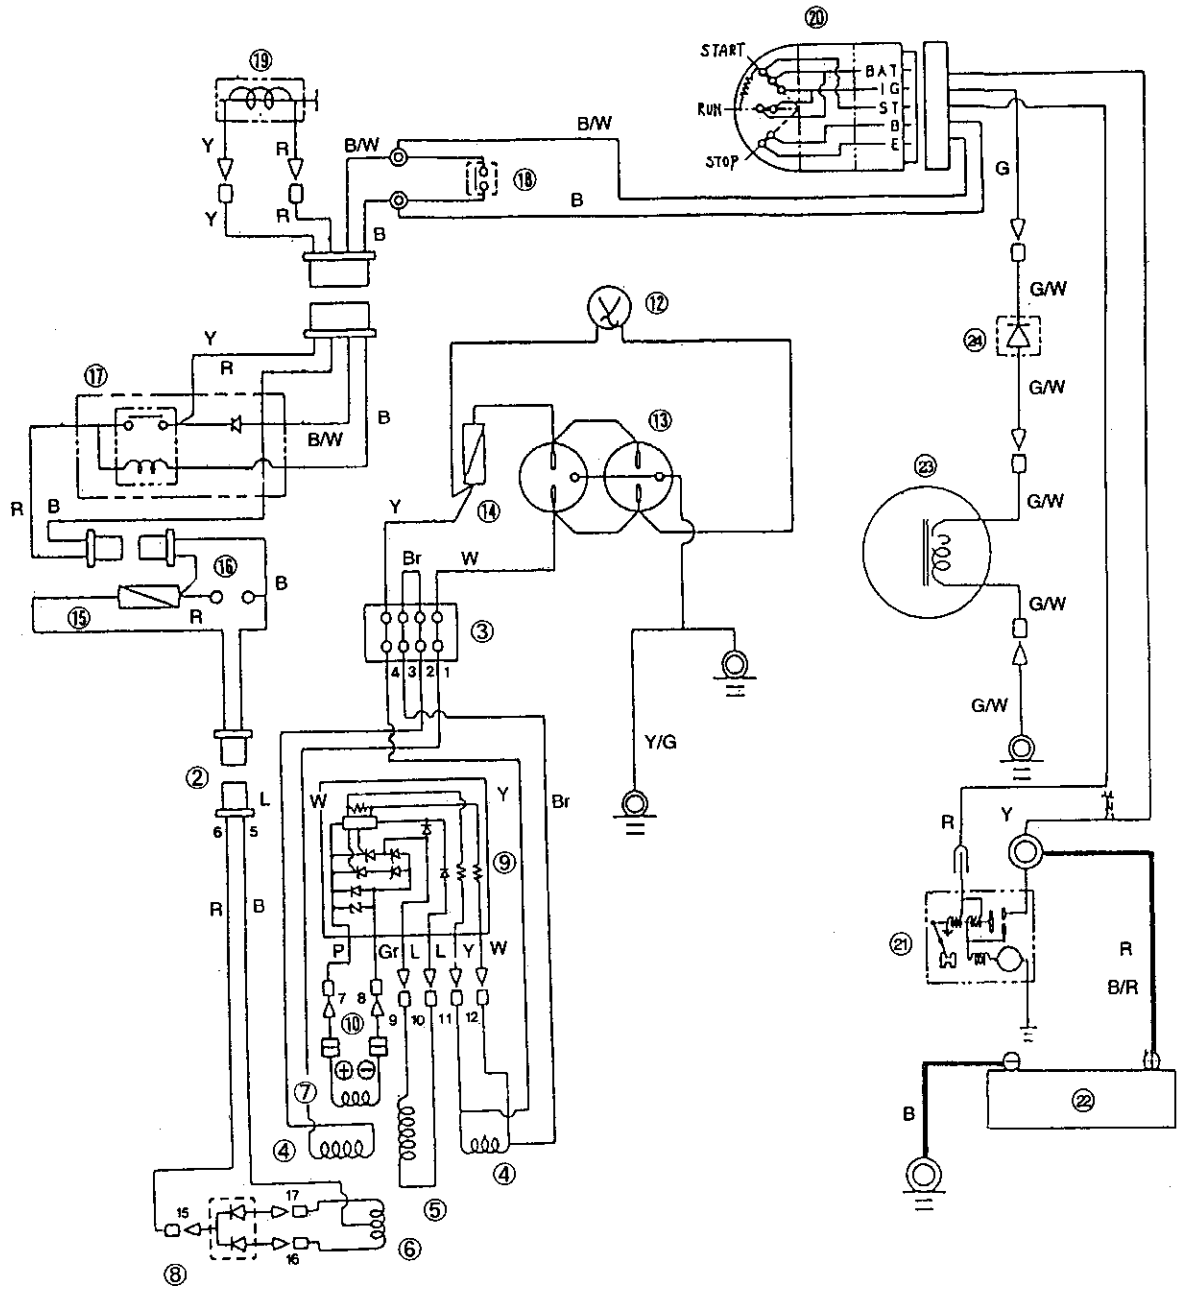 ⑳
START
⑲
BAT
IG
RUN
ST
B/W
Y
R
B/W
B
E
STOP
⑱
G
Y
R
B
B
G/W
⑫
Y
㉔
R
⑰
G/W
B
⑬
B/W
㉓
R
B
Y
⑭
G/W
Br
W
⑯
B
⑮
R
G/W
③
4
3
2
1
G/W
Y/G
②
L
W
Y
Br
6
5
R
Y
⑨
R
B
P
Gr
L
L
Y
W
㉑
R
7
8
B/R
⑩
9
10
11
12
+
−
⑦
㉒
B
④
④
17
15
⑤
⑥
16
⑧